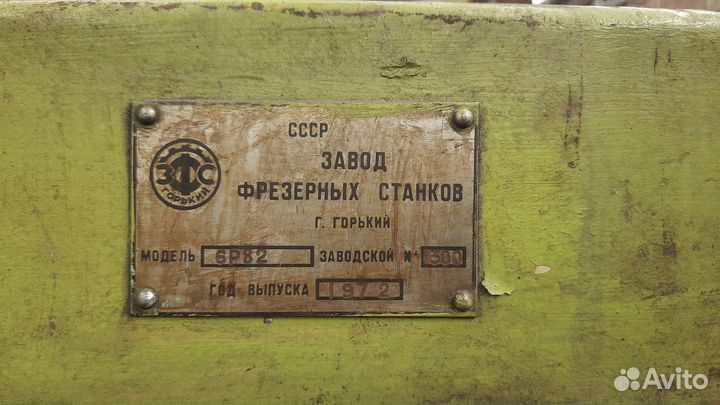 СССР
ЗАВОД
ФРЕЗЕРНЫХ СТАНКОВ
Г. ГОРЬКИЙ
ЗФС
ГОРЬКИЙ
МОДЕЛЬ 6Р82 ЗАВОДСКОЙ № 300
ГОД ВЫПУСКА 1972
Avito